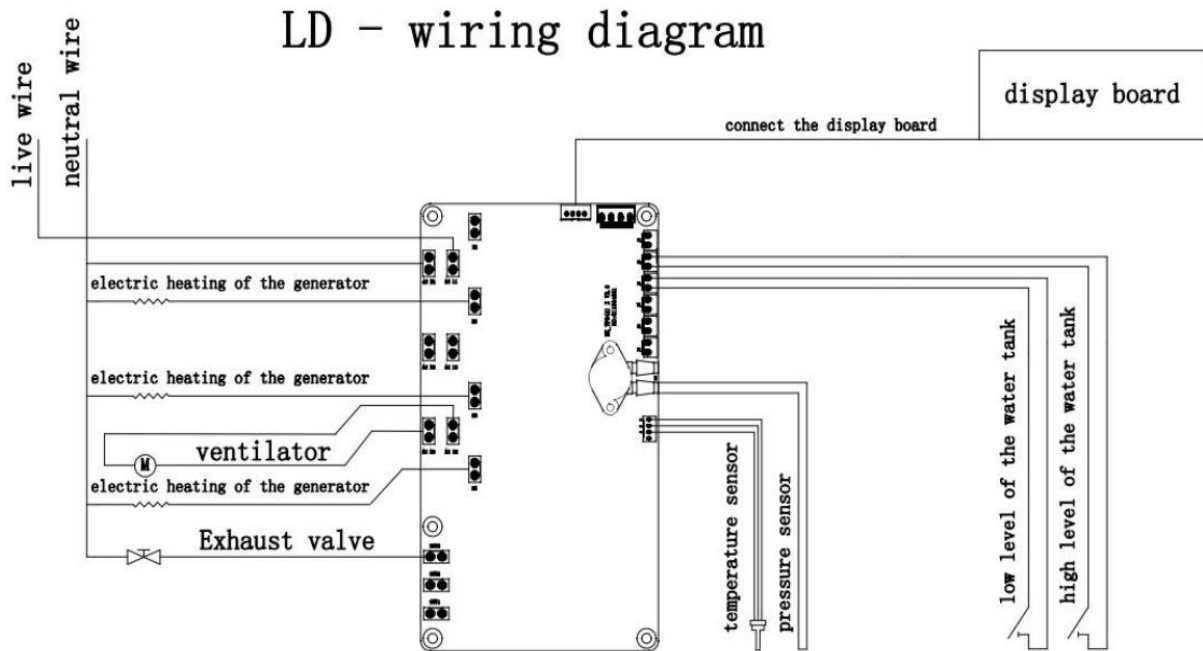 LD - wiring diagram
live wire
neutral wire
display board
connect the display board
electric heating of the generator
electric heating of the generator
ventilator
M
electric heating of the generator
Exhaust valve
temperature sensor
pressure sensor
low level of the water tank
high level of the water tank